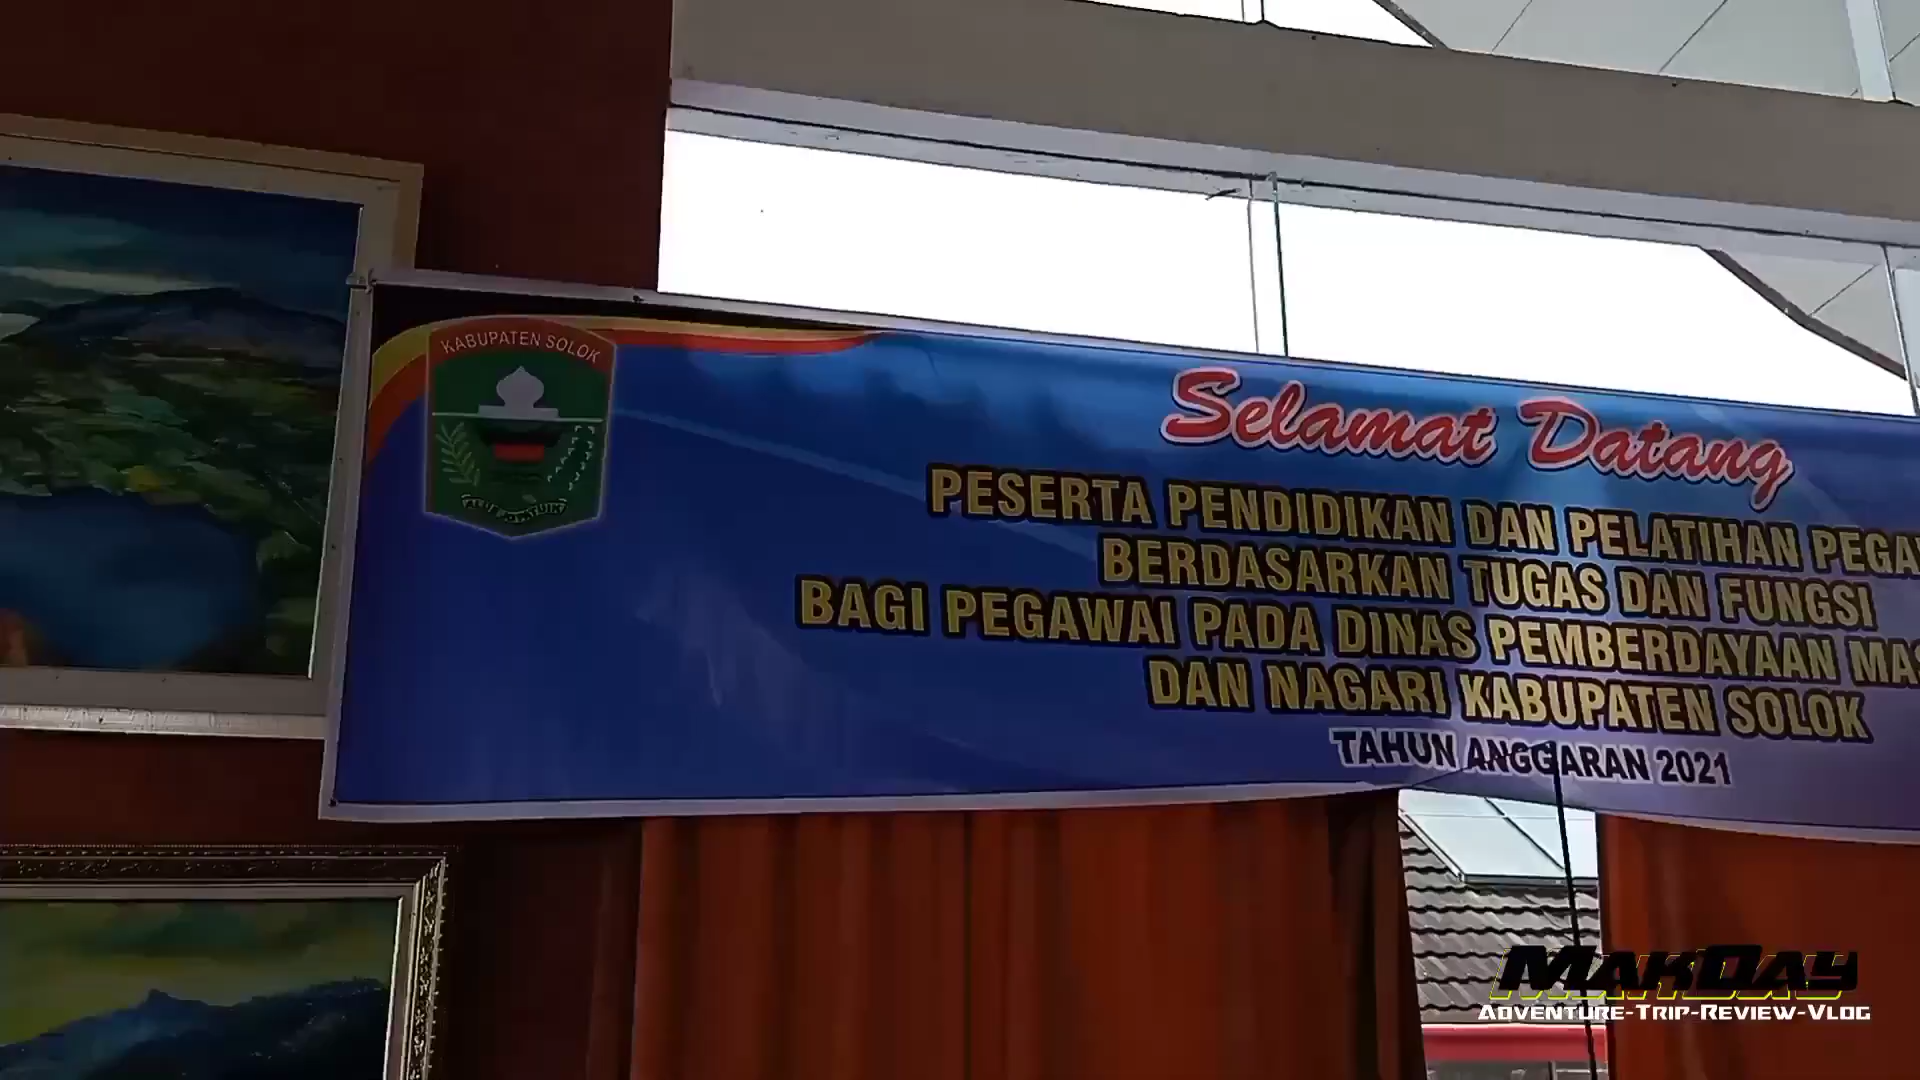 KABUPATEN SOLOK
Selamat Datang
PESERTA PENDIDIKAN DAN PELATIHAN
BERDASARKAN TUGAS DAN FUNGSI
BAGI PEGAWAI PADA DINAS PEMBERDAYAAN
DAN NAGARI KABUPATEN SOLOK
TAHUN ANGGARAN 2021
MAKDAY
ADVENTURE-TRIP-REVIEW-VLOG